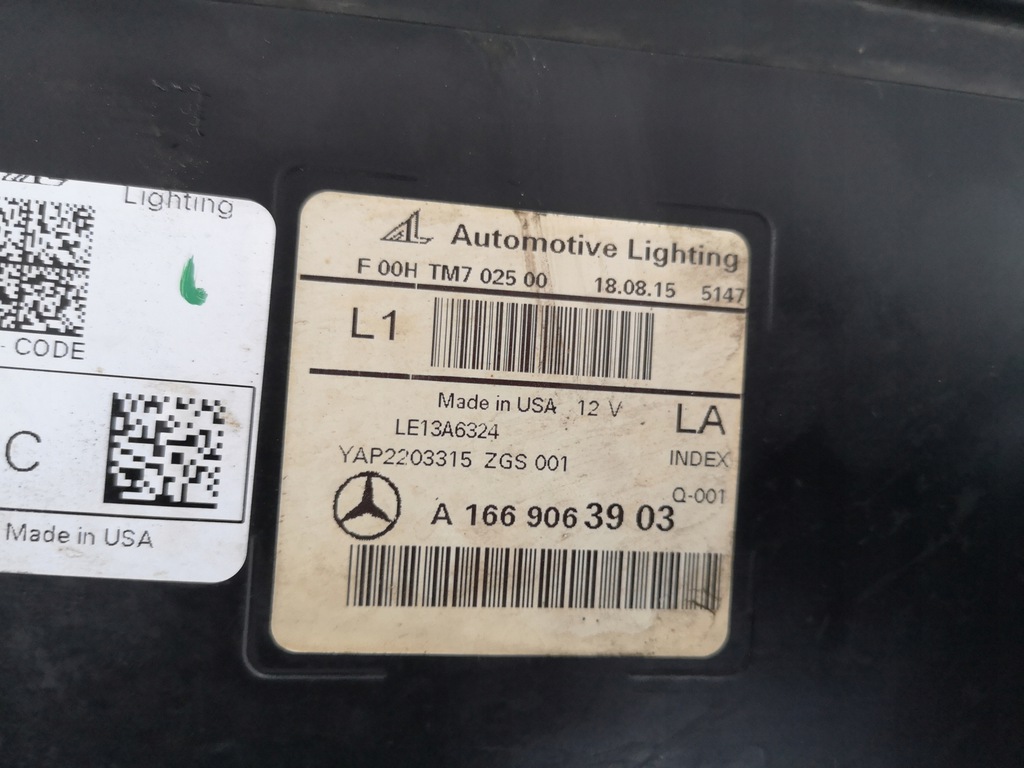 Lighting
CODE
C
Made in USA
Automotive Lighting
F 00H TM7 025 00 18.08.15 5147
L1
Made in USA 12 V LA
LE13A6324
YAP2203315 ZGS 001 INDEX
Q-001
A 166 906 39 03